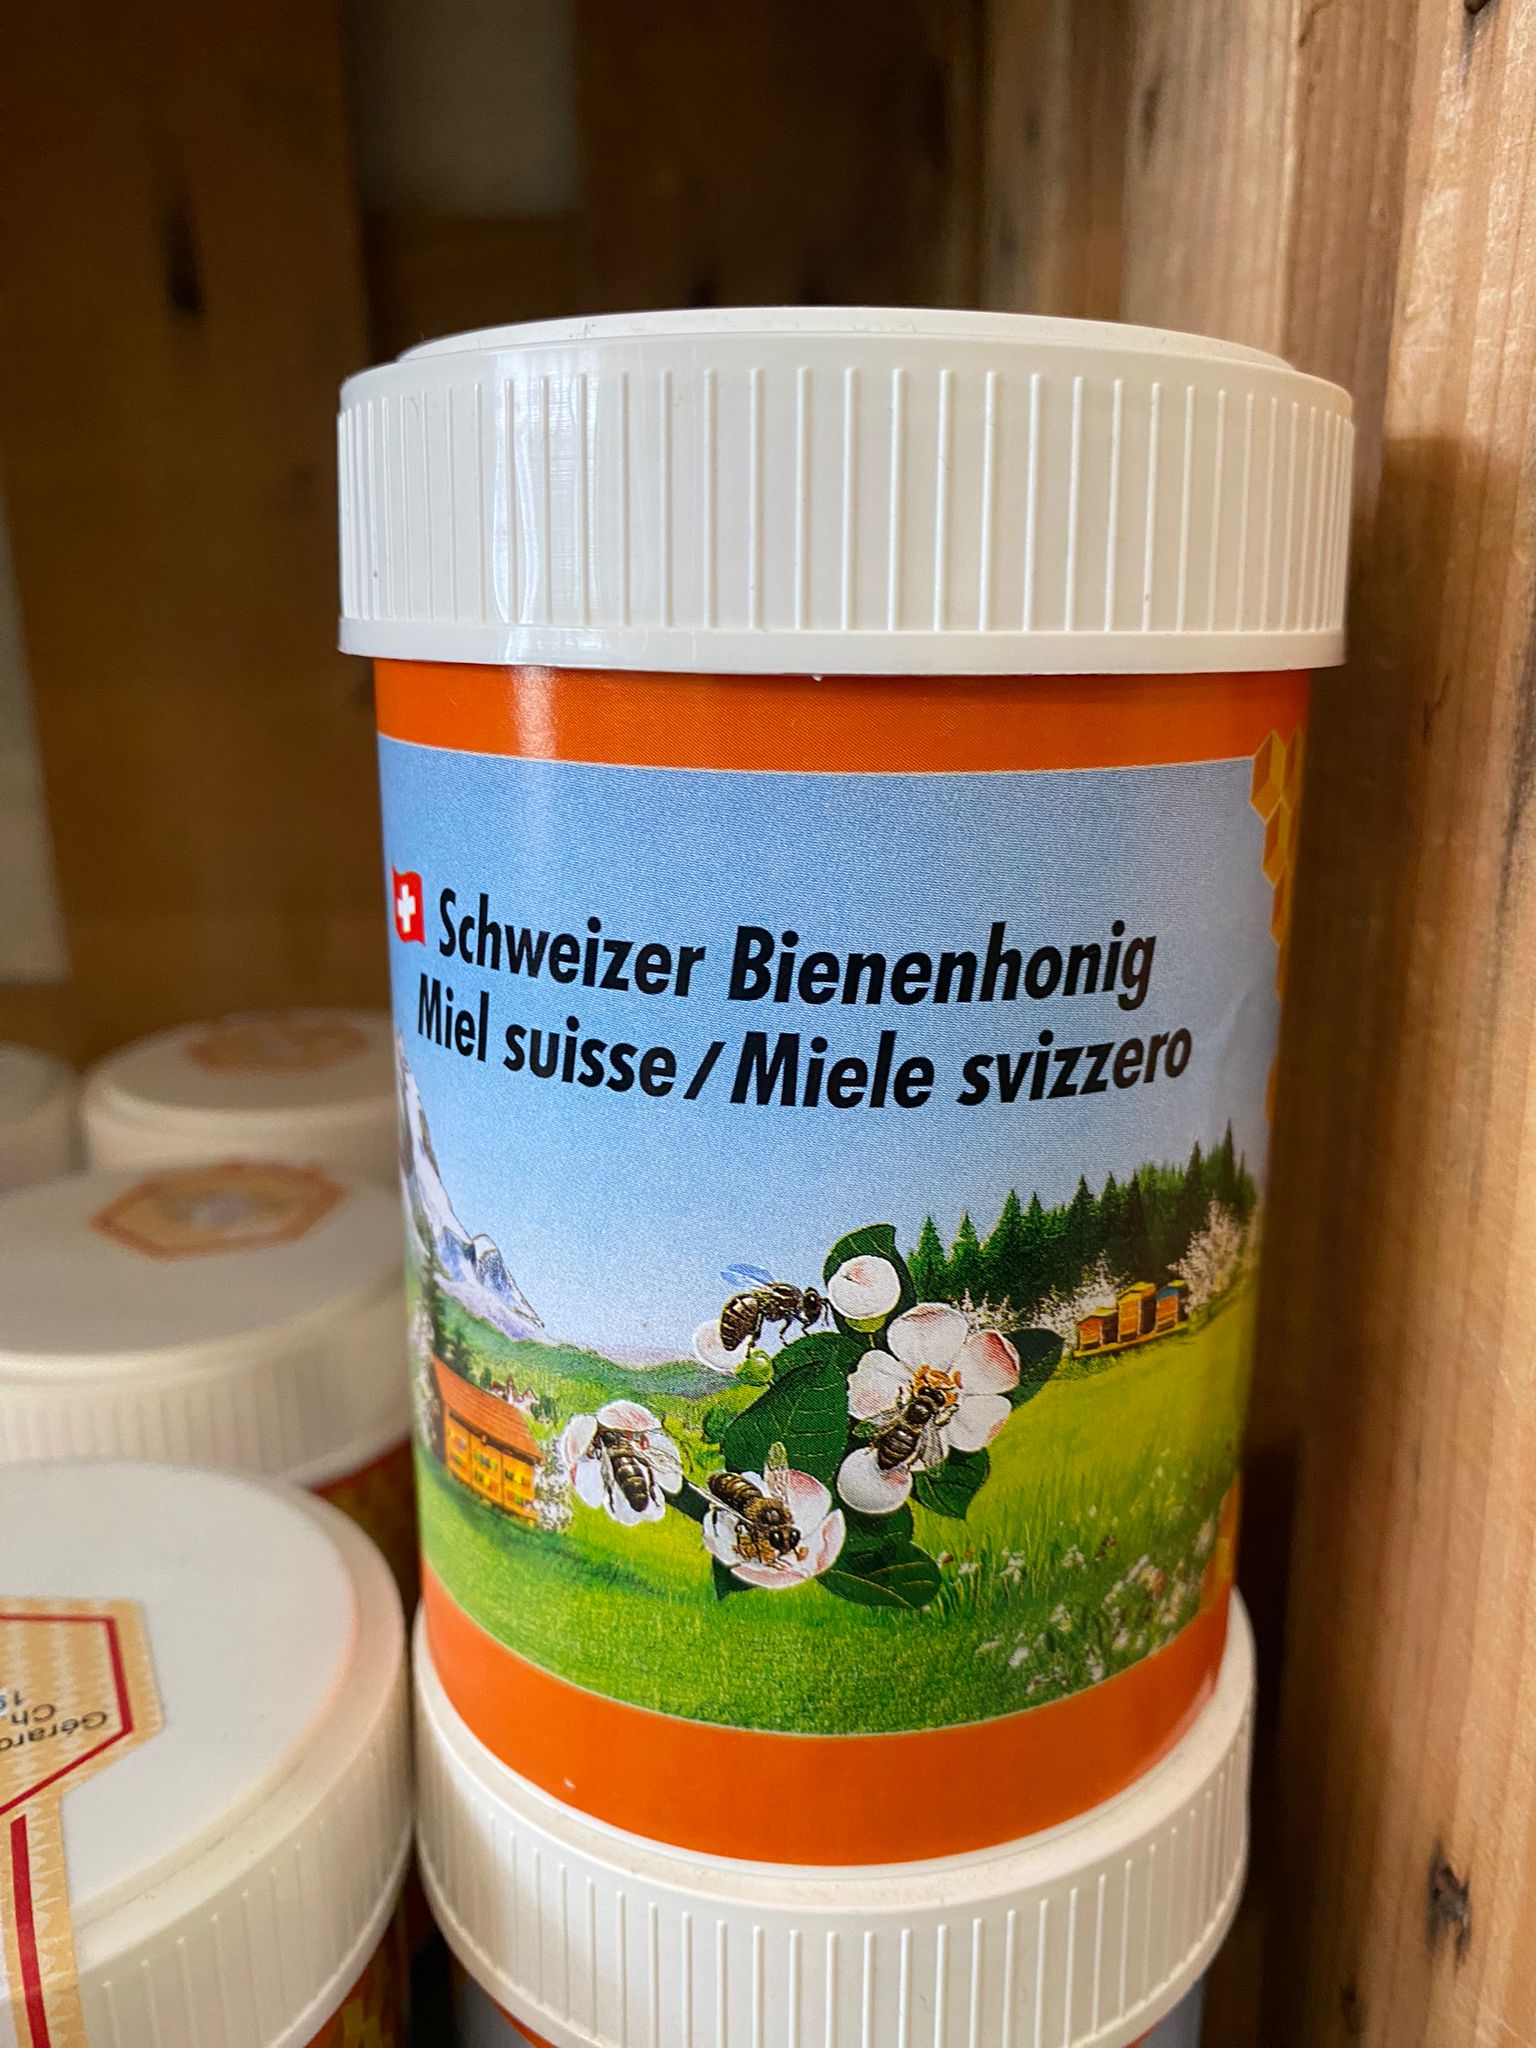 Schweizer Bienenhonig
Miel suisse / Miele svizzero